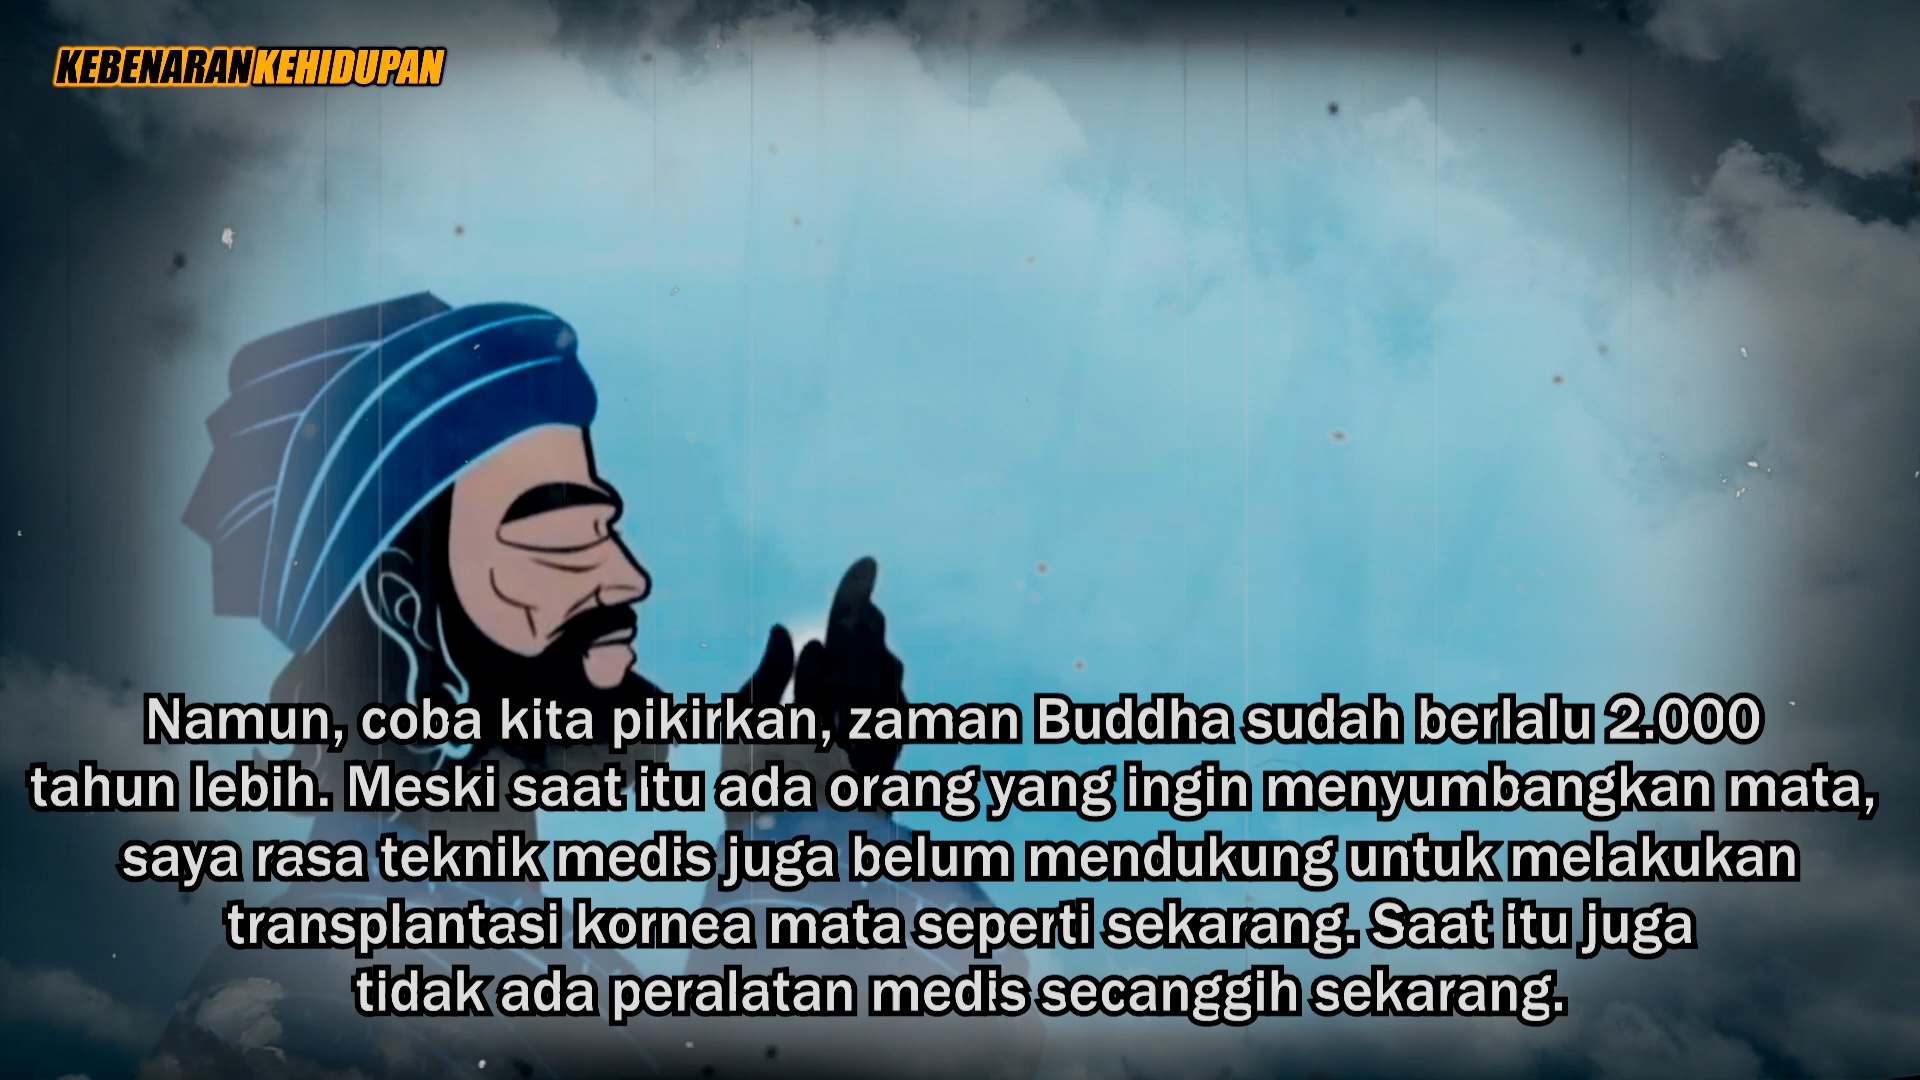 KEBENARANKEHIDUPAN
Namun, coba kita pikirkan, zaman Buddha sudah berlalu 2.000
tahun lebih. Meski saat itu ada orang yang ingin menyumbangkan mata,
saya rasa teknik medis juga belum mendukung untuk melakukan
transplantasi kornea mata seperti sekarang. Saat itu juga
tidak ada peralatan medis secanggih sekarang.